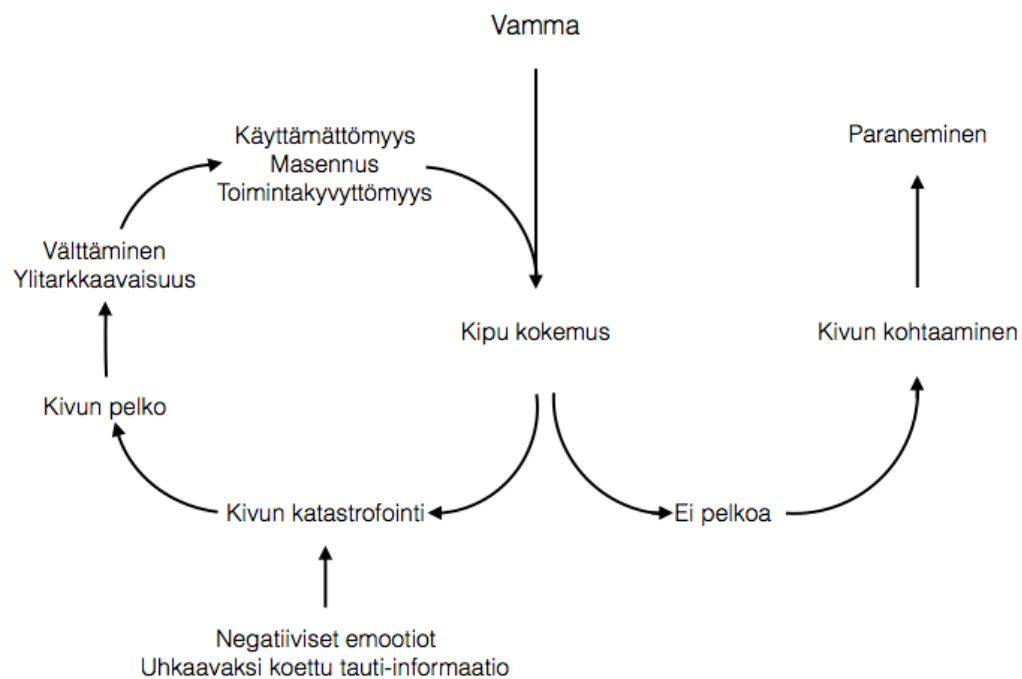 Vamma
Käyttämättömyys
Masennus
Toimintakyvyttömyys
Paraneminen
Välttäminen
Ylitarkkaavaisuus
Kipu kokemus
Kivun kohtaaminen
Kivun pelko
Kivun katastrofointi
Ei pelkoa
Negatiiviset emootiot
Uhkaavaksi koettu tauti-informaatio